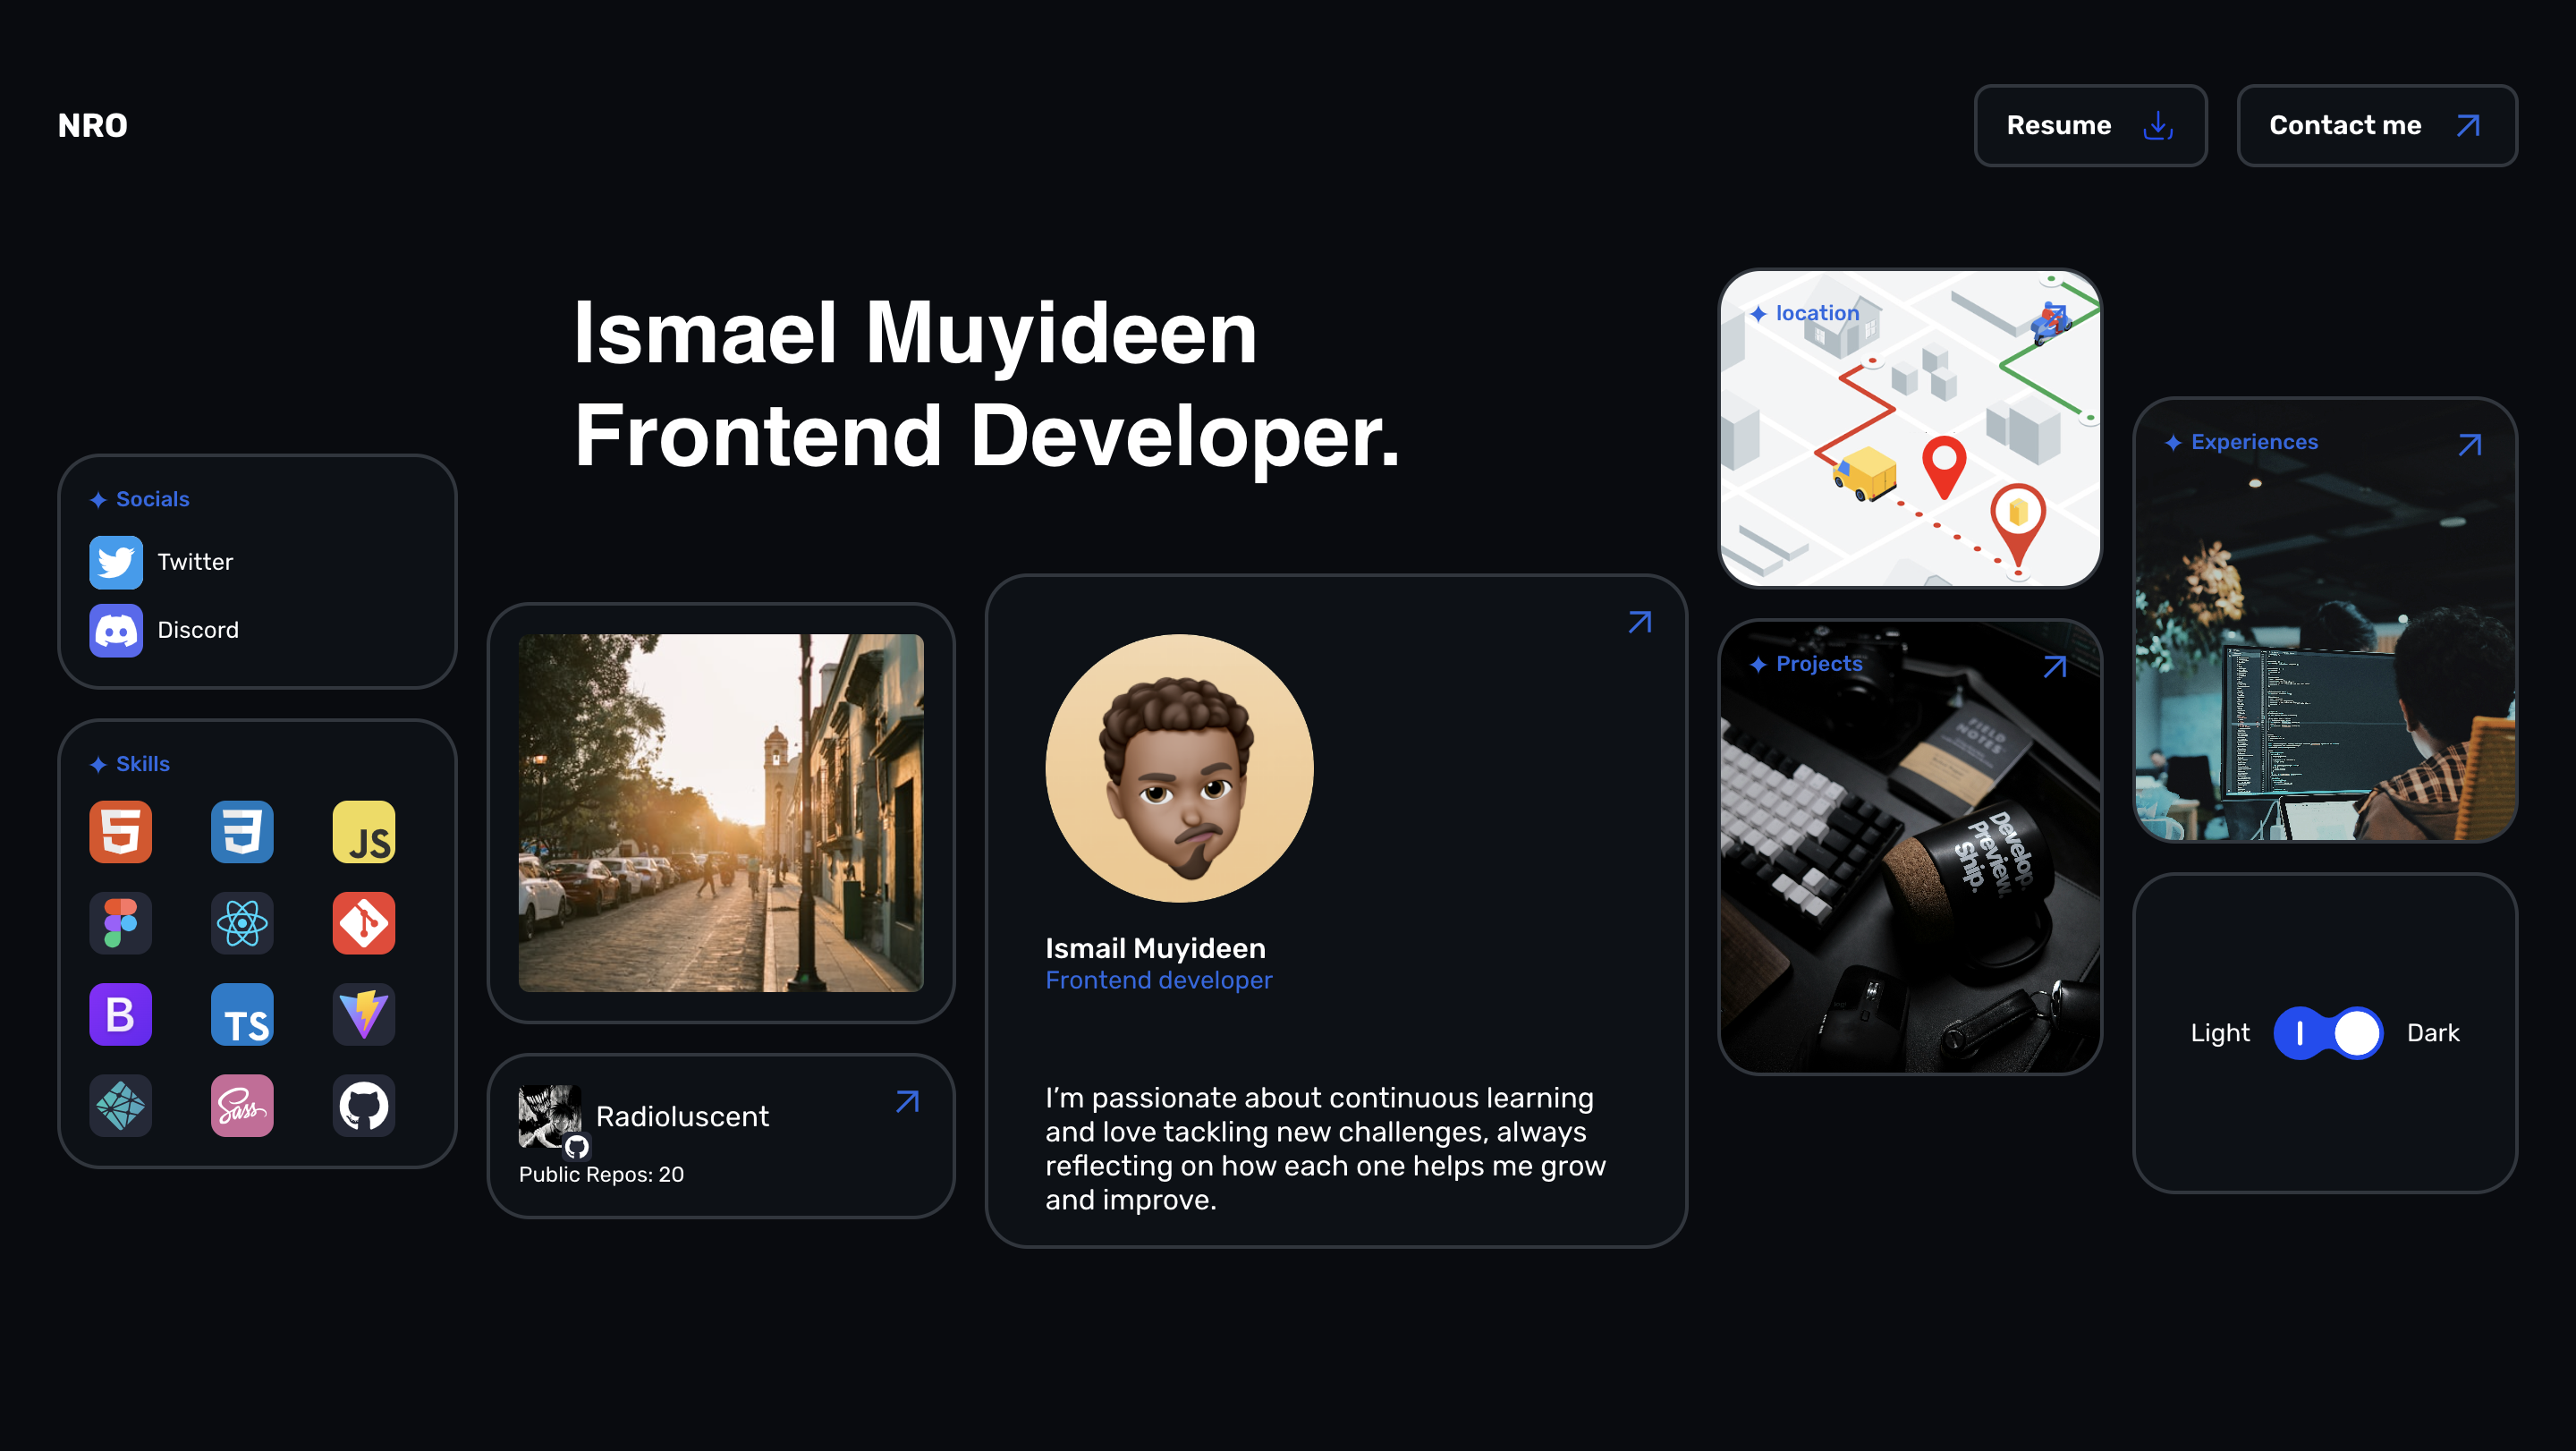 NRO
Resume
Contact me
Ismael Muyideen
Frontend Developer.
Socials
Twitter
Discord
Skills
JS
B
TS
Sass
Radioluscent
Public Repos: 20
Ismail Muyideen
Frontend developer
I’m passionate about continuous learning
and love tackling new challenges, always
reflecting on how each one helps me grow
and improve.
location
Projects
FIELD
NOTES
Develop.
Preview.
Ship.
Experiences
Light
Dark